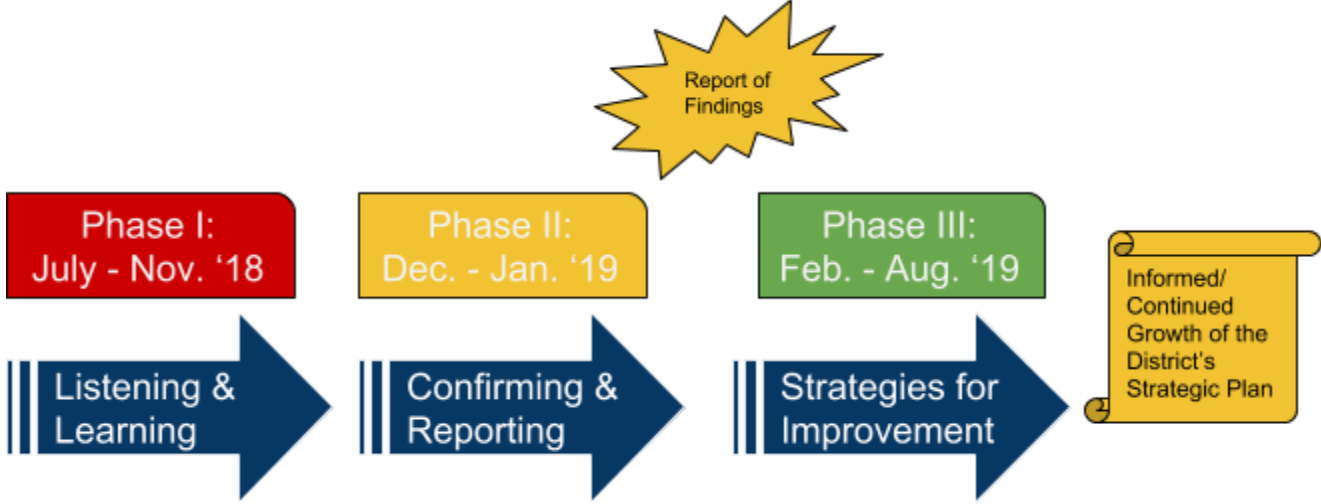 Report of
Findings
Phase I:
July - Nov. ‘18
Phase II:
Dec. - Jan. ‘19
Phase III:
Feb. - Aug. ‘19
Listening &
Learning
Confirming &
Reporting
Strategies for
Improvement
Informed/
Continued
Growth of the
District's
Strategic Plan